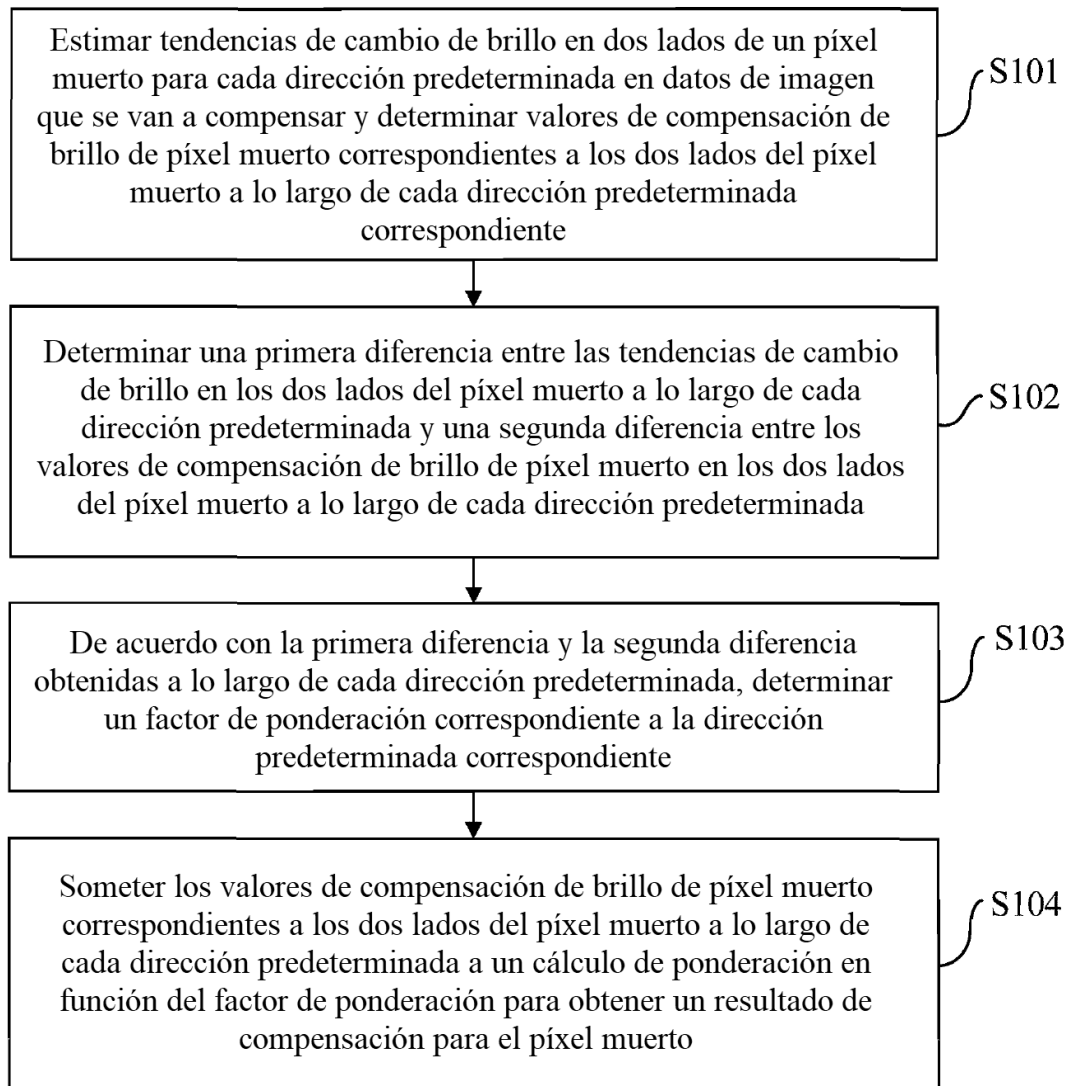 Estimar tendencias de cambio de brillo en dos lados de un píxel
muerto para cada dirección predeterminada en datos de imagen
que se van a compensar y determinar valores de compensación de
brillo de píxel muerto correspondientes a los dos lados del píxel
muerto a lo largo de cada dirección predeterminada
correspondiente
S101
Determinar una primera diferencia entre las tendencias de cambio
de brillo en los dos lados del píxel muerto a lo largo de cada
dirección predeterminada y una segunda diferencia entre los
valores de compensación de brillo de píxel muerto en los dos lados
del píxel muerto a lo largo de cada dirección predeterminada
S102
De acuerdo con la primera diferencia y la segunda diferencia
obtenidas a lo largo de cada dirección predeterminada, determinar
un factor de ponderación correspondiente a la dirección
predeterminada correspondiente
S103
Someter los valores de compensación de brillo de píxel muerto
correspondientes a los dos lados del píxel muerto a lo largo de
cada dirección predeterminada a un cálculo de ponderación en
función del factor de ponderación para obtener un resultado de
compensación para el píxel muerto
S104